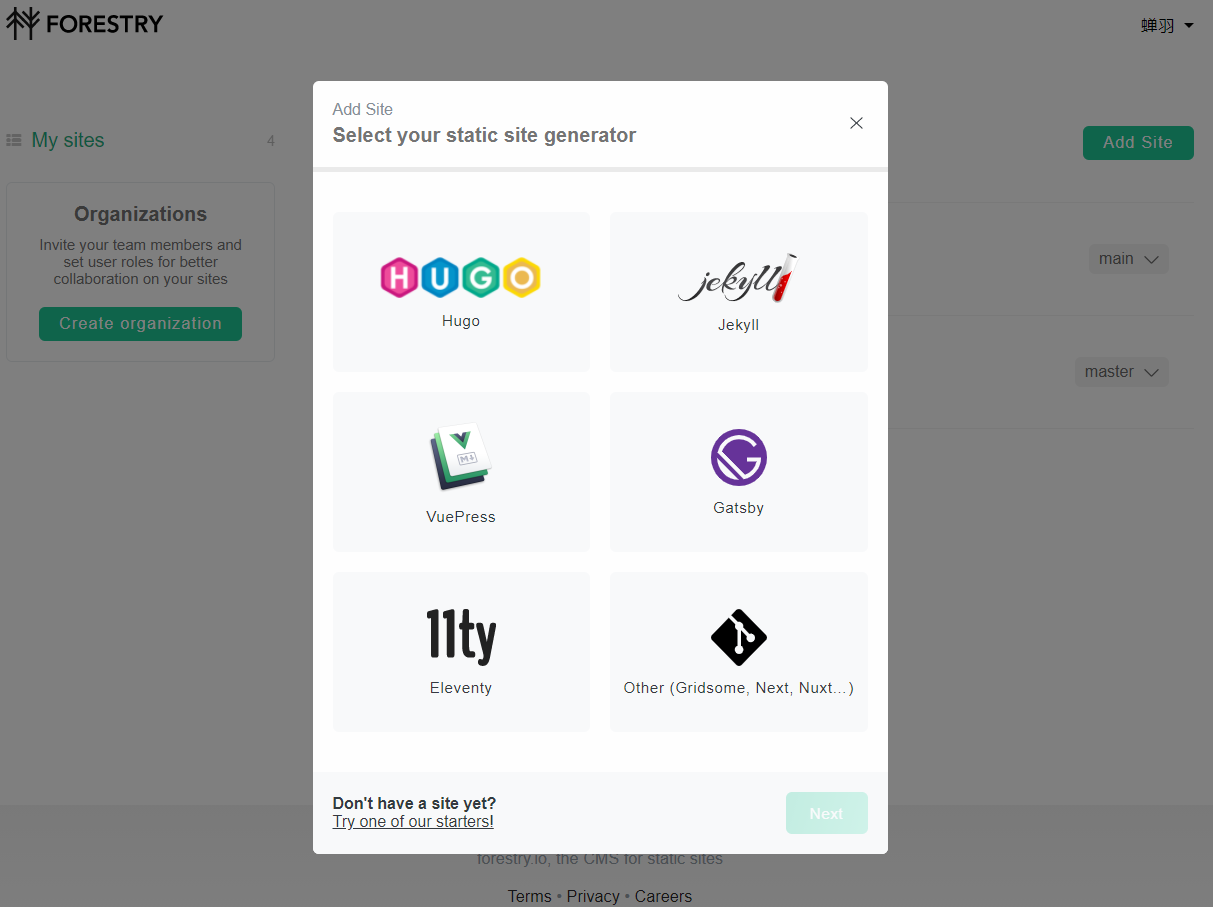 FORESTRY
蝉羽
My sites
4
Add Site
Organizations
Invite your team members and
set user roles for better
collaboration on your sites
Create organization
main
master
Add Site
Select your static site generator
HUGO
Hugo
jekyll
Jekyll
M
VuePress
G
Gatsby
11ty
Eleventy
Other (Gridsome, Next, Nuxt...)
Don't have a site yet?
Try one of our starters!
Next
forestry.io, the CMS for static sites
Terms • Privacy • Careers